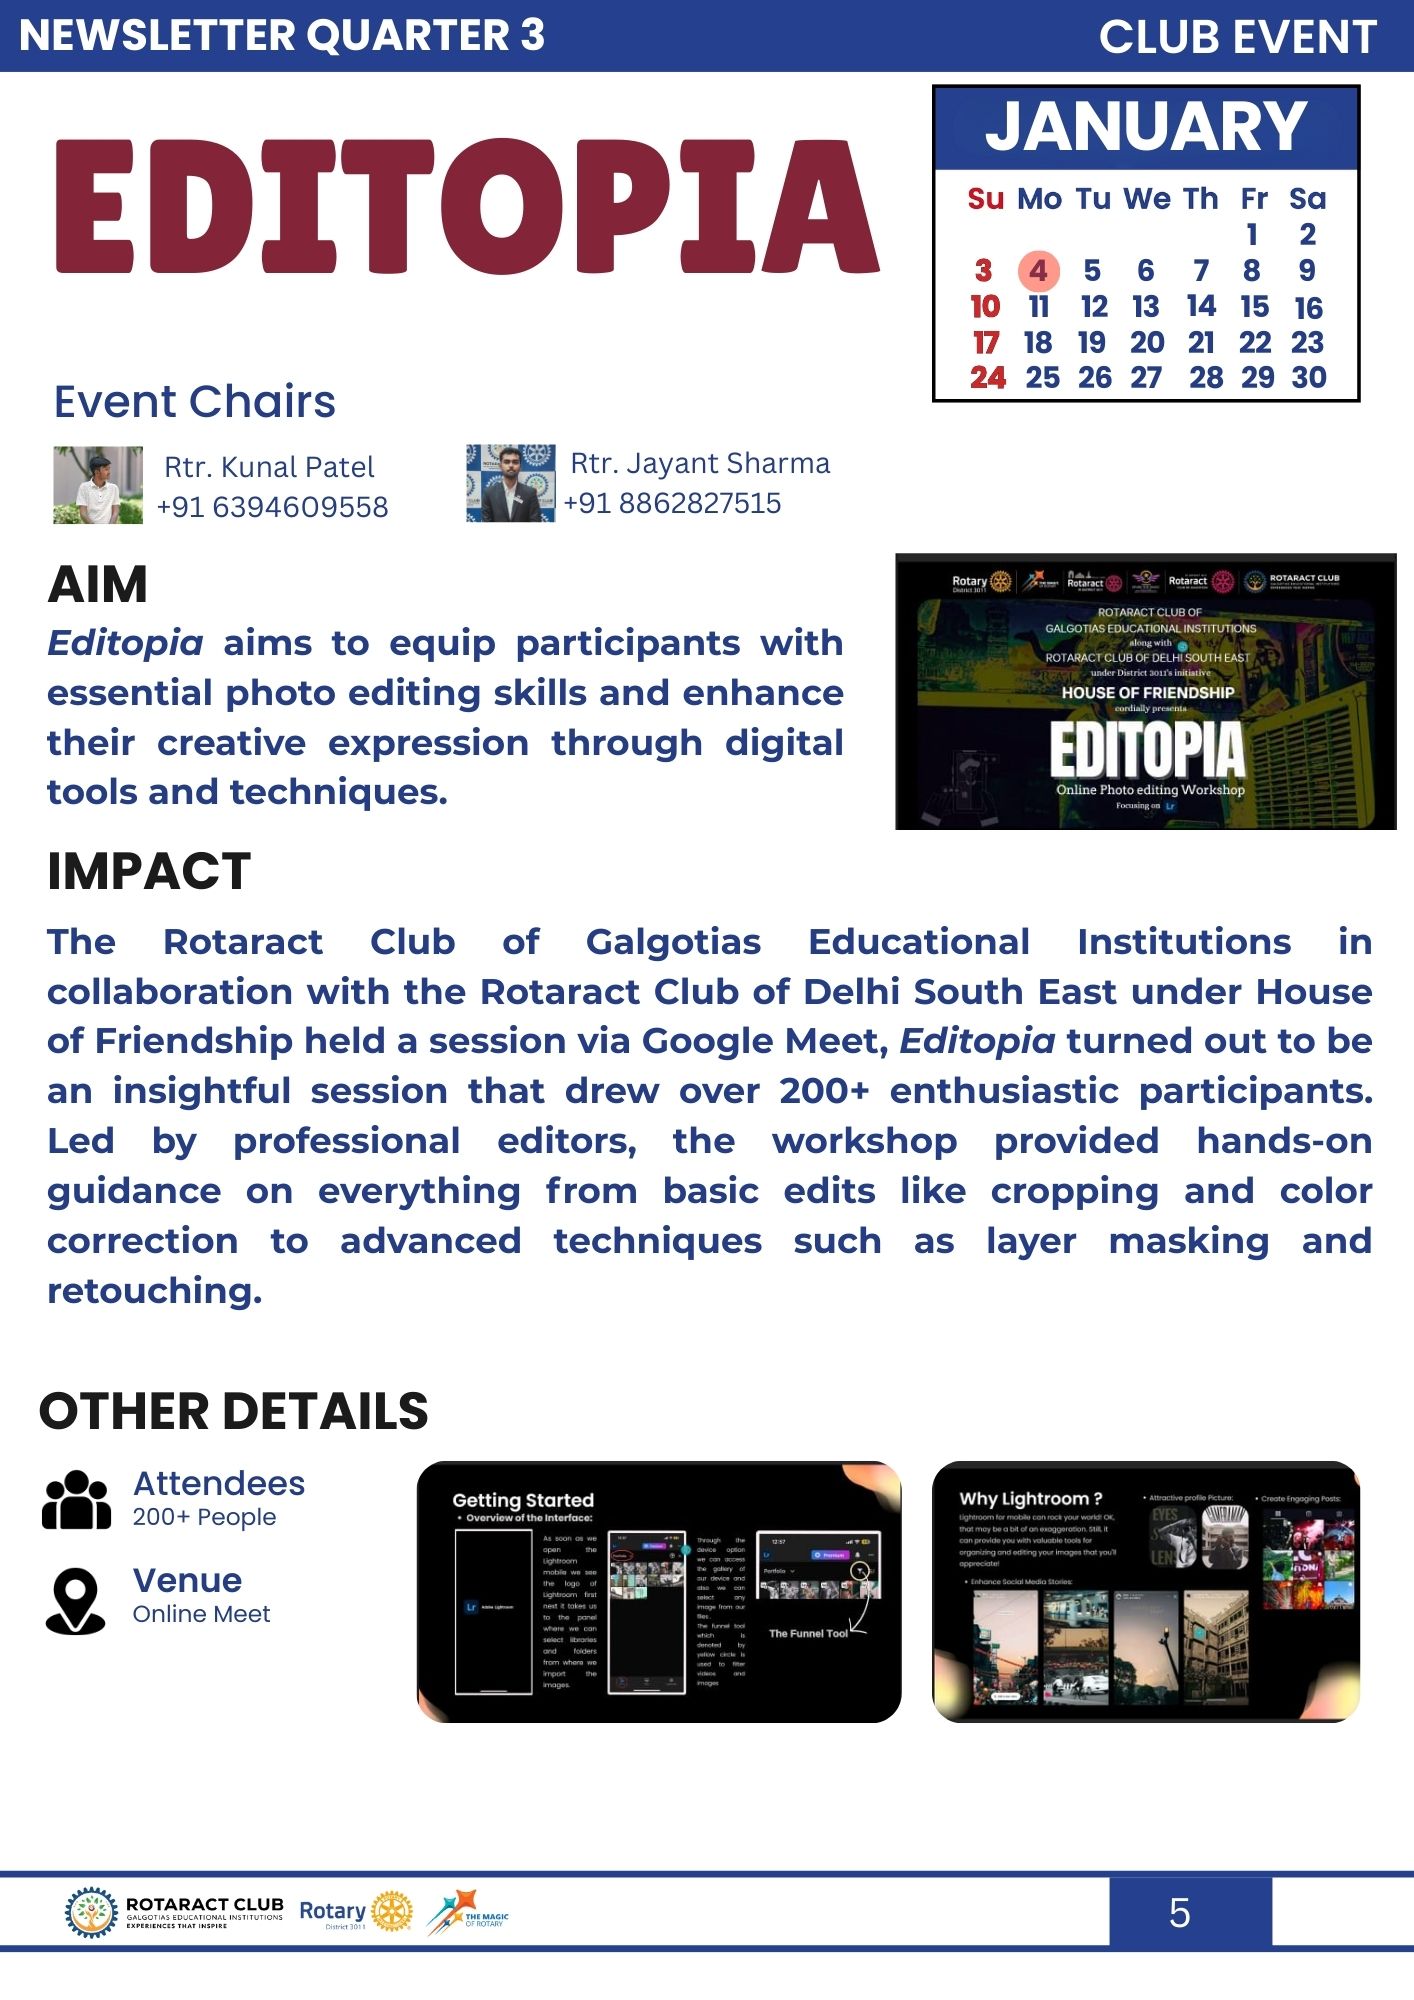 NEWSLETTER QUARTER 3
CLUB EVENT
EDITOPIA
JANUARY
Su Mo Tu We Th Fr Sa
1 2
3 4 5 6 7 8 9
10 11 12 13 14 15 16
17 18 19 20 21 22 23
24 25 26 27 28 29 30
Event Chairs
Rtr. Kunal Patel
+91 6394609558
Rtr. Jayant Sharma
+91 8862827515
AIM
Editopia aims to equip participants with
essential photo editing skills and enhance
their creative expression through digital
tools and techniques.
Rotary
District 3011
Rotaract
Rotaract
ROTARACT CLUB
ROTARACT CLUB OF
GALGOTIAS EDUCATIONAL INSTITUTIONS
along with
ROTARACT CLUB OF DELHI SOUTH EAST
under District 3011's initiative
HOUSE OF FRIENDSHIP
cordially presents
EDITOPIA
Online Photo editing Workshop
Focusing on Lr
IMPACT
The Rotaract Club of Galgotias Educational Institutions in
collaboration with the Rotaract Club of Delhi South East under House
of Friendship held a session via Google Meet, Editopia turned out to be
an insightful session that drew over 200+ enthusiastic participants.
Led by professional editors, the workshop provided hands-on
guidance on everything from basic edits like cropping and color
correction to advanced techniques such as layer masking and
retouching.
OTHER DETAILS
Attendees
200+ People
Venue
Online Meet
Getting Started
• Overview of the Interface:
Lr Adobe Lightroom
As soon as we
open the
Lightroom
mobile we see
the logo of
Lightroom first
next it takes us
to the panel
where we can
select libraries
and folders
from where we
import the
images.
Through the
device option
we can access
the gallery of
our device and
also we can
select any
image from our
files.
The funnel tool
which is
denoted by
yellow circle is
used to filter
videos and
images
12:57
Lr Premium
Portfolio
The Funnel Tool
Why Lightroom ?
Lightroom for mobile can rock your world! OK,
that may be a bit of an exaggeration. Still, it
can provide you with valuable tools for
organizing and editing your images that you'll
appreciate!
• Enhance Social Media Stories:
• Attractive profile Picture:
EYES
LENS
• Create Engaging Posts:
ROTARACT CLUB
GALGOTIAS EDUCATIONAL INSTITUTIONS
EXPERIENCES THAT INSPIRE
Rotary
District 3011
THE MAGIC
OF ROTARY
5